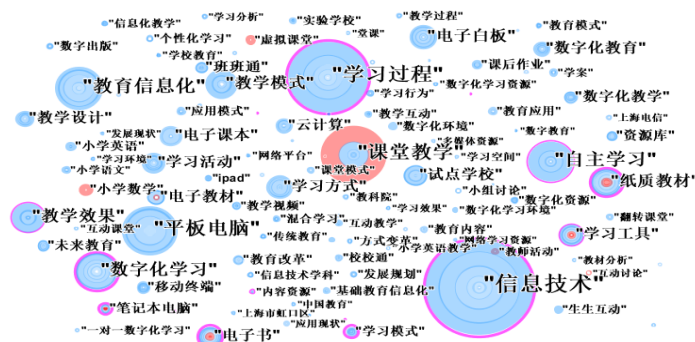 "信息化教学"
"学习分析"
"实验学校"
"教学过程"
"教育模式"
"数字出版"
"个性化学习"
"虚拟课堂"
"堂课"
"电子白板"
"数字化教育"
"学校教育"
"班班通"
"课后作业"
"学案"
"教育信息化"
"教学模式"
"学习过程"
"学习行为"
"数字化学习资源"
"数字化教学"
"教学设计"
"应用模式"
"教学互动"
"教育应用"
"上海电信"
"发展现状"
"电子课本"
"云计算"
"数字化环境"
"数字教育"
"资源库"
"小学英语"
"多媒体资源"
"学习环境"
"学习活动"
"网络平台"
"课堂教学"
"学习空间"
"自主学习"
"小学语文"
"ipad"
"课堂模式"
"试点学校"
"纸质教材"
"小学数学"
"电子教材"
"学习方式"
"教科院"
"小组讨论"
"数字化资源"
"教学视频"
"学习效果"
"数字化学习环境"
"教学效果"
"互动课堂"
"平板电脑"
"混合学习"
"互动教学"
"翻转课堂"
"传统教育"
"教育内容"
"学习工具"
"未来教育"
"方式变革"
"网络学习资源"
"小学英语教学"
"教师活动"
"教育改革"
"校校通"
"教材分析"
"数字化学习"
"信息技术学科"
"发展规划"
"互动讨论"
"移动终端"
"内容资源"
"基础教育信息化"
"信息技术"
"笔记本电脑"
"中国教育"
"上海市虹口区"
"生生互动"
"一对一数字化学习"
"电子书"
"应用现状"
"学习模式"